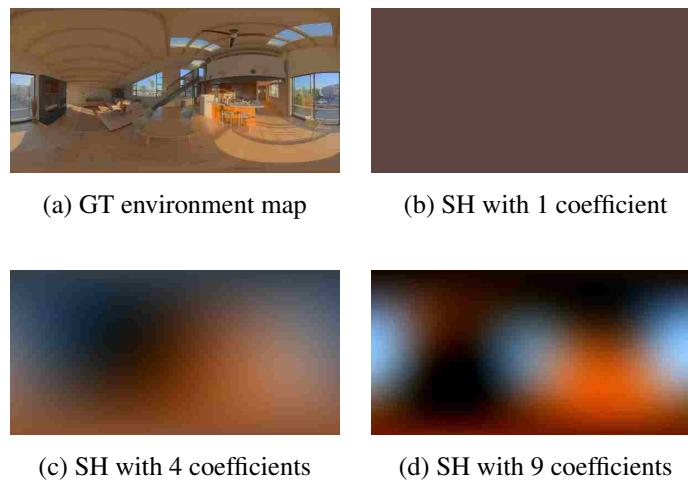 (a) GT environment map
(b) SH with 1 coefficient
(c) SH with 4 coefficients
(d) SH with 9 coefficients